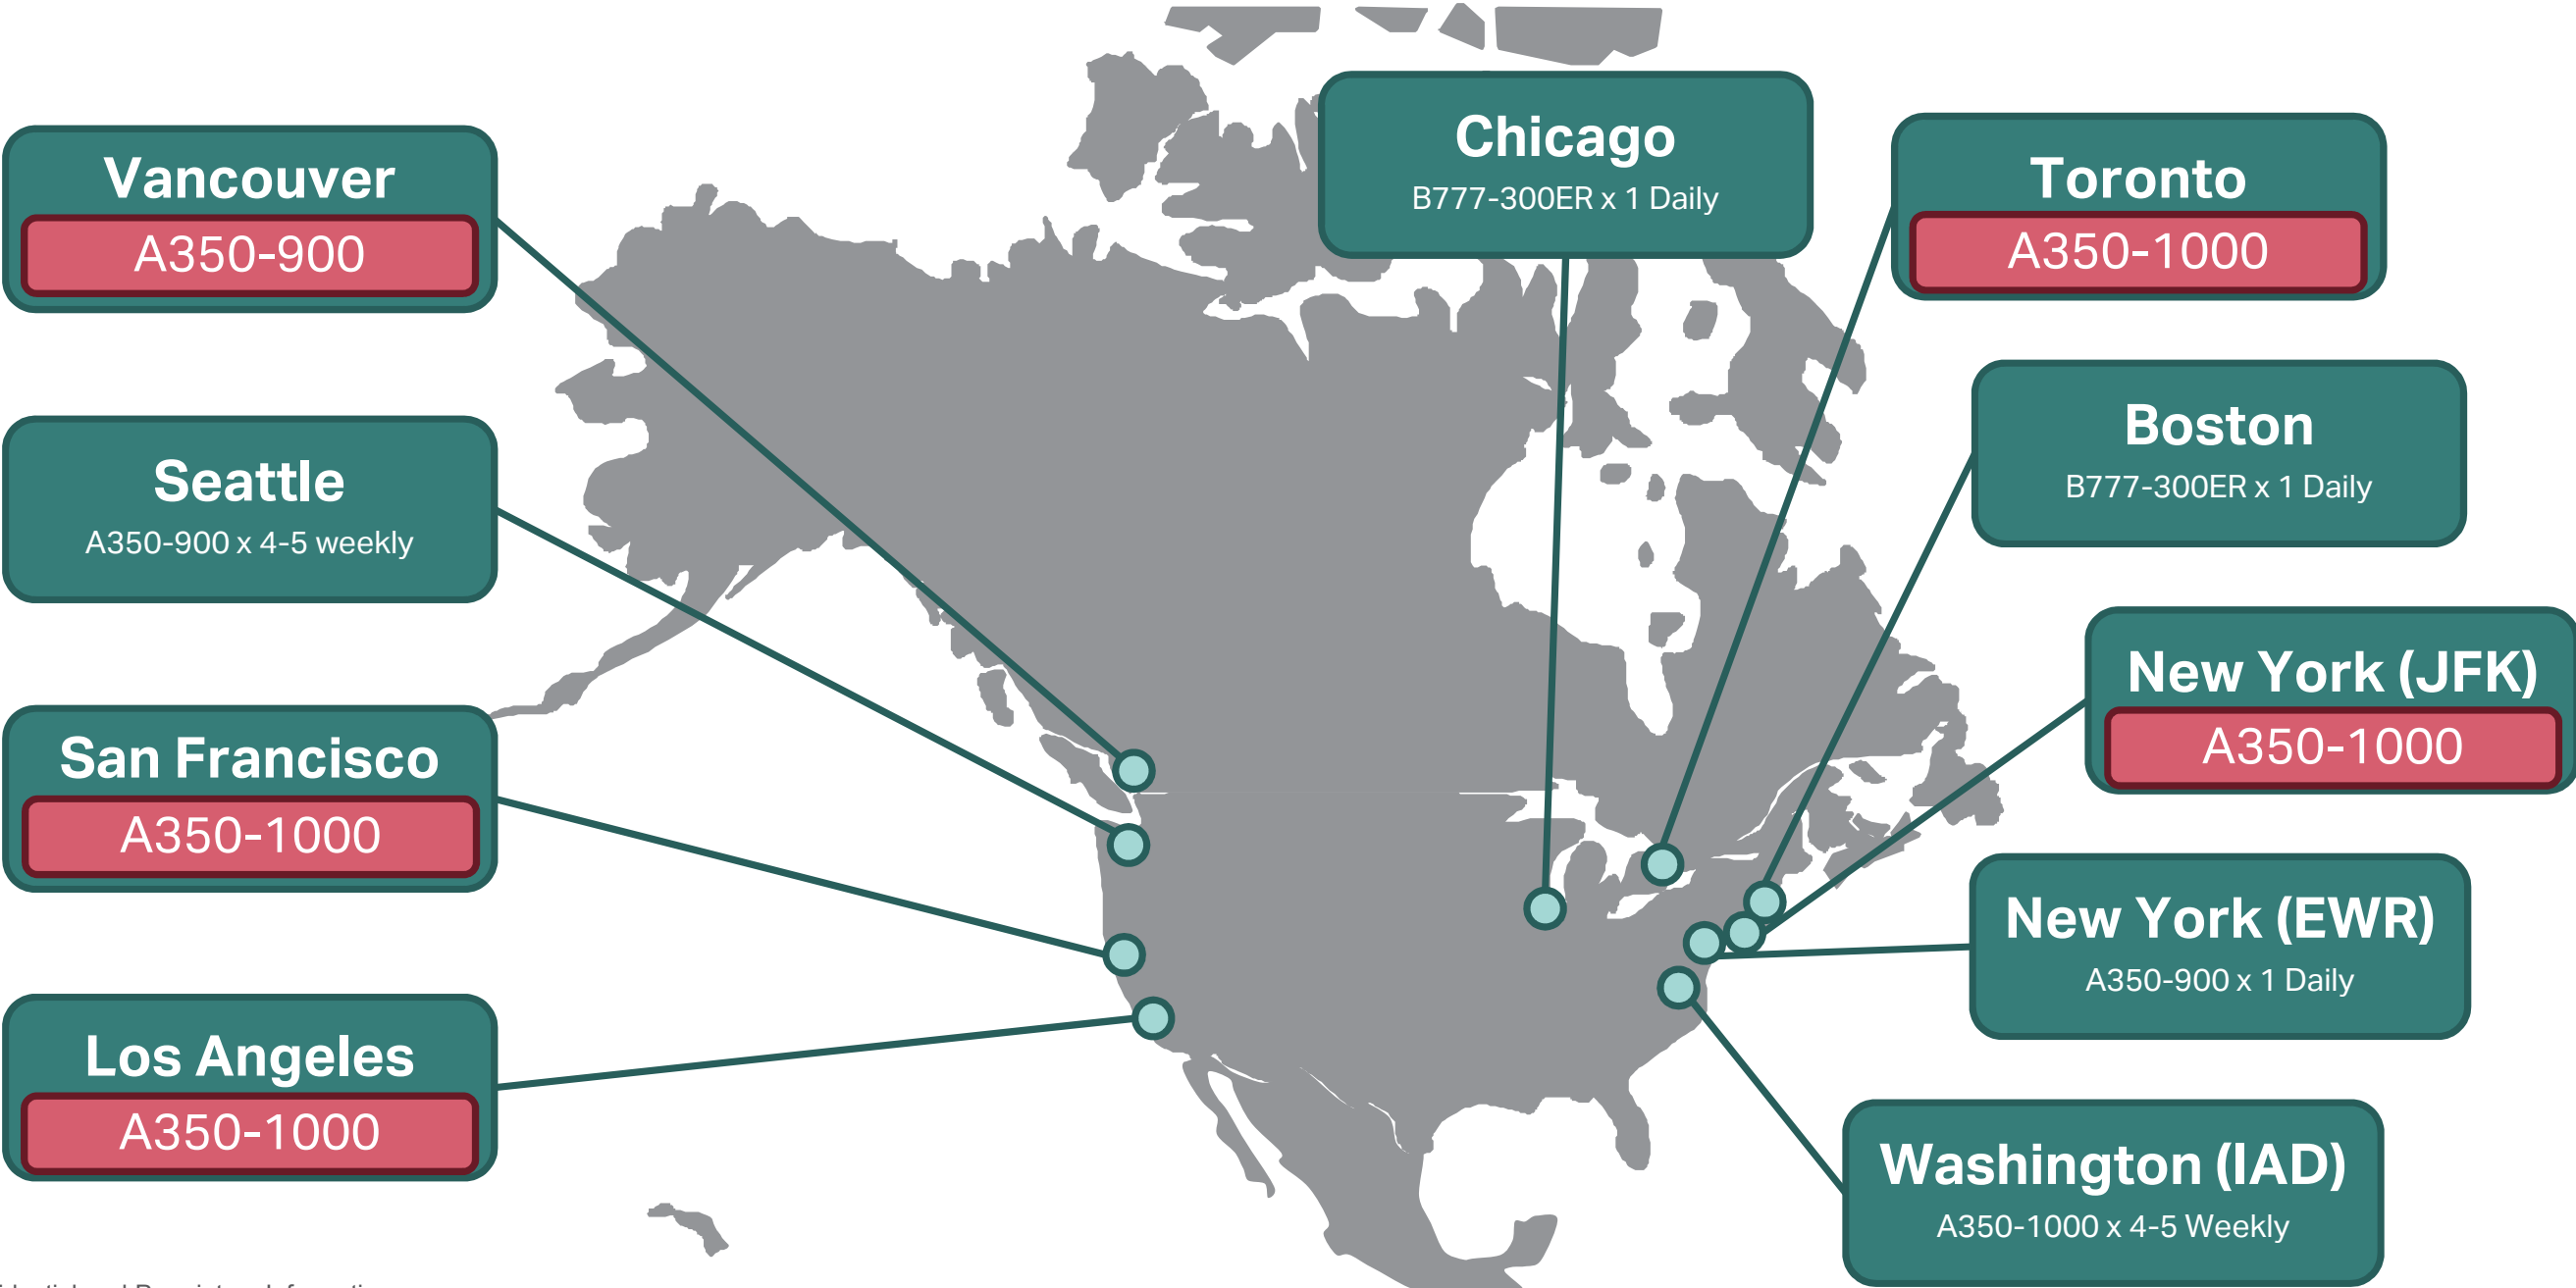 Vancouver
A350-900
Seattle
A350-900 x 4-5 weekly
San Francisco
A350-1000
Los Angeles
A350-1000
Chicago
B777-300ER x 1 Daily
Toronto
A350-1000
Boston
B777-300ER x 1 Daily
New York (JFK)
A350-1000
New York (EWR)
A350-900 x 1 Daily
Washington (IAD)
A350-1000 x 4-5 Weekly